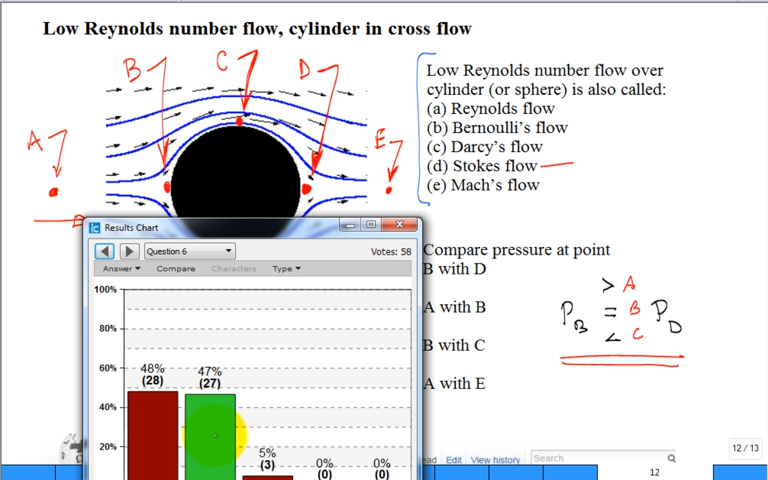 Low Reynolds number flow, cylinder in cross flow
B
C
D
A
E
Low Reynolds number flow over
cylinder (or sphere) is also called:
(a) Reynolds flow
(b) Bernoulli's flow
(c) Darcy's flow
(d) Stokes flow
(e) Mach's flow
Compare pressure at point
B with D
A with B
B with C
A with E
> A
P_B = B P_D
< C
Results Chart
Question 6
Votes: 58
Answer Compare Characters Type
100%
80%
60%
40%
20%
48%
(28)
47%
(27)
5%
(3)
0%
(0)
0%
(0)
ead Edit View history Search
12 / 13
12